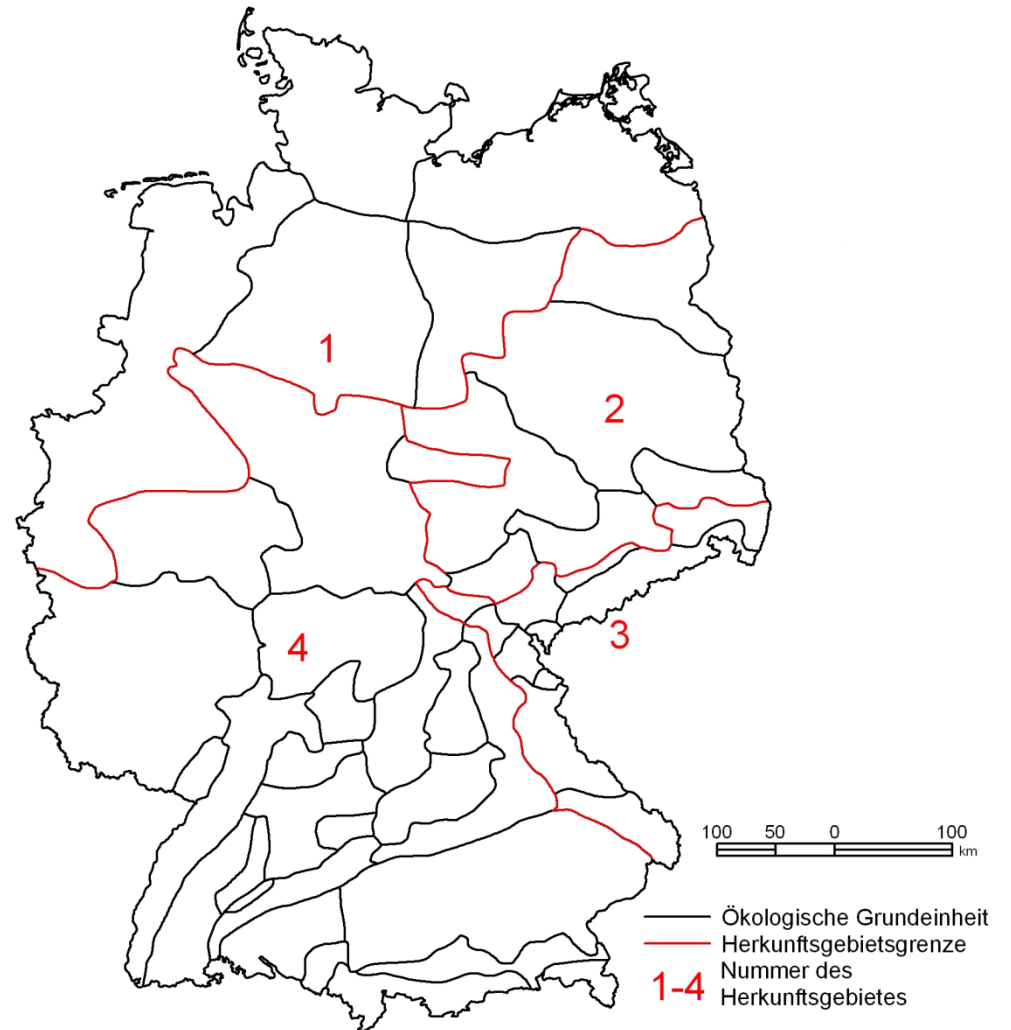 1
2
3
4
100 50 0 100
km
Ökologische Grundeinheit
Herkunftsgebietsgrenze
1-4 Nummer des
Herkunftsgebietes